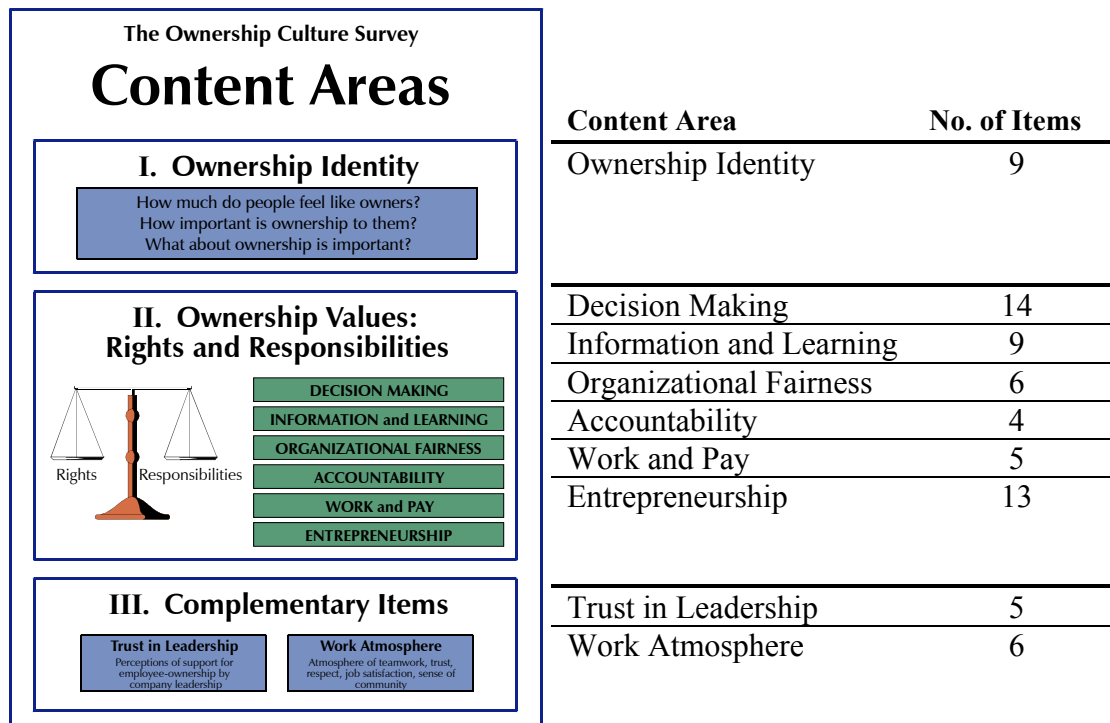 The Ownership Culture Survey
Content Areas
I. Ownership Identity
How much do people feel like owners?
How important is ownership to them?
What about ownership is important?
II. Ownership Values:
Rights and Responsibilities
Rights
Responsibilities
DECISION MAKING
INFORMATION and LEARNING
ORGANIZATIONAL FAIRNESS
ACCOUNTABILITY
WORK and PAY
ENTREPRENEURSHIP
III. Complementary Items
Trust in Leadership
Perceptions of support for
employee-ownership by
company leadership
Work Atmosphere
Atmosphere of teamwork, trust,
respect, job satisfaction, sense of
community
Content Area No. of Items
Ownership Identity 9
Decision Making 14
Information and Learning 9
Organizational Fairness 6
Accountability 4
Work and Pay 5
Entrepreneurship 13
Trust in Leadership 5
Work Atmosphere 6